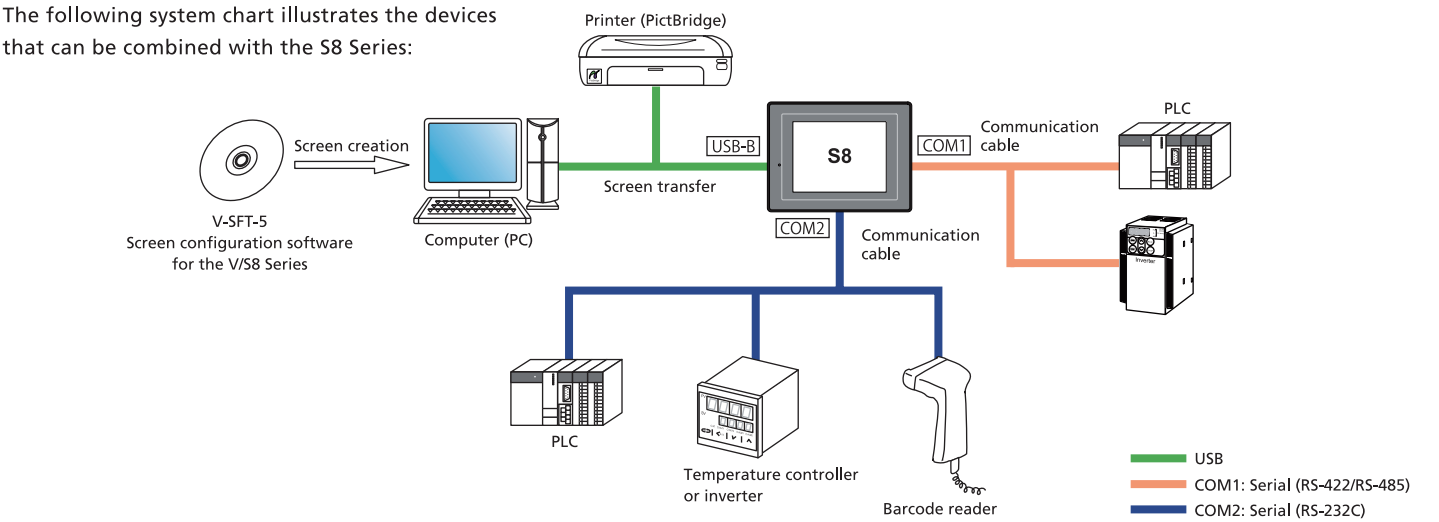 The following system chart illustrates the devices
that can be combined with the S8 Series:
Printer (PictBridge)
Screen creation
V-SFT-5
Screen configuration software
for the V/S8 Series
Computer (PC)
USB-B
Screen transfer
S8
COM1
Communication
cable
PLC
Inverter
COM2
Communication
cable
PLC
Temperature controller
or inverter
Barcode reader
USB
COM1: Serial (RS-422/RS-485)
COM2: Serial (RS-232C)